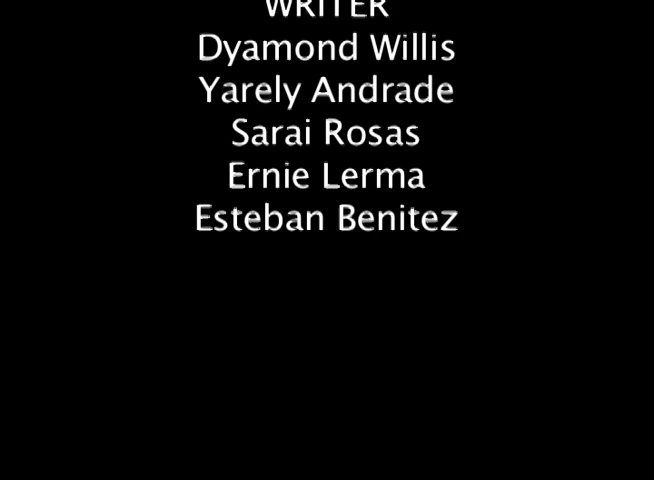 WRITER
Dyamond Willis
Yarely Andrade
Sarai Rosas
Ernie Lerma
Esteban Benitez